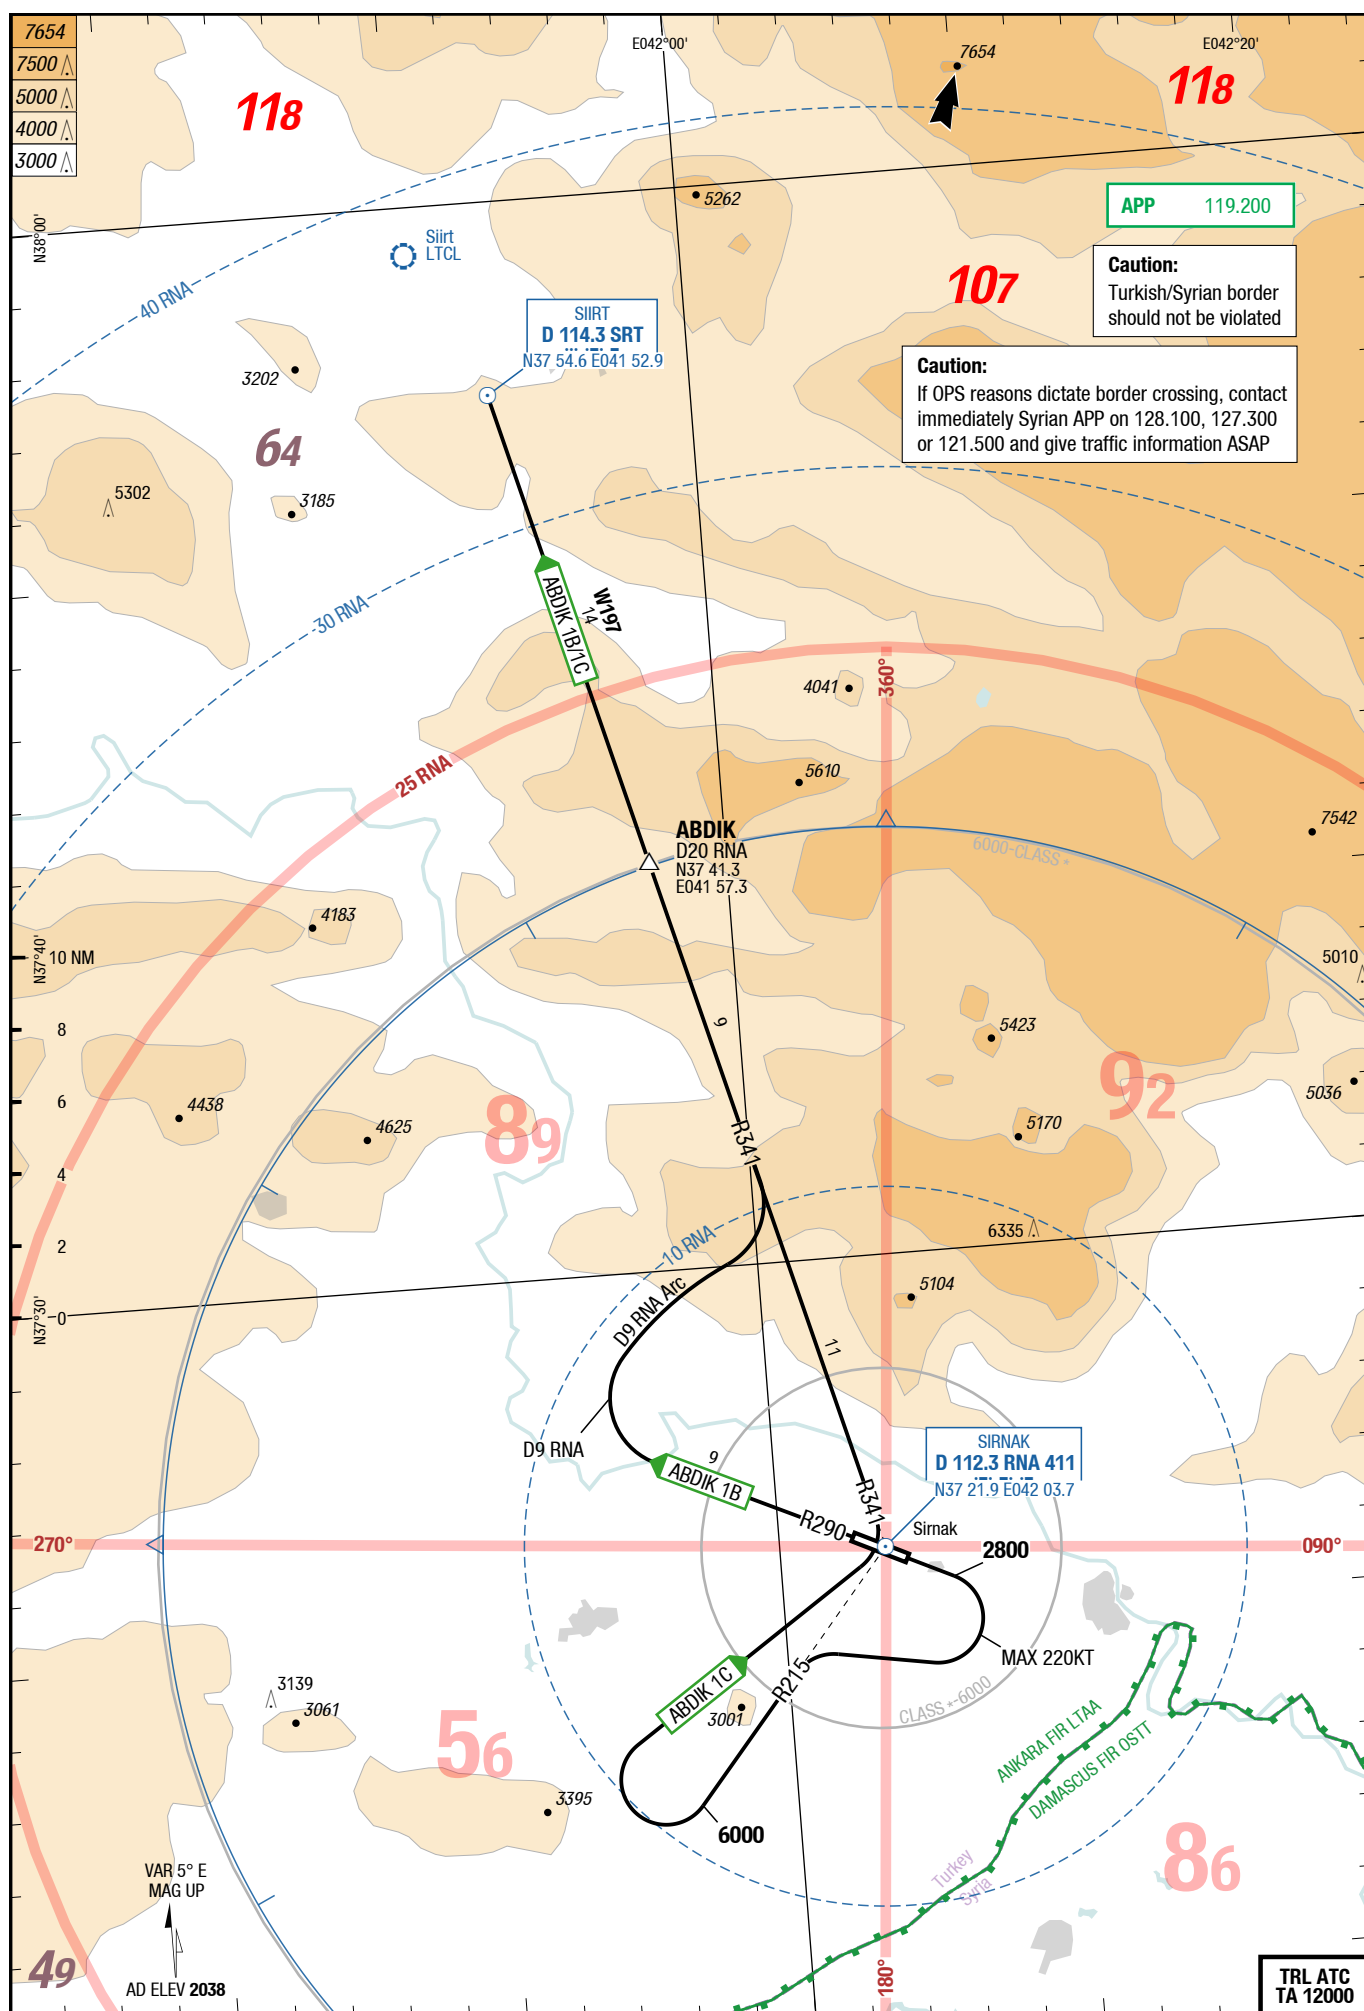 7654
7500
5000
4000
3000
118
E042°00'
7654
E042°20'
118
5262
APP 119.200
N38°00'
Siirt
LTCL
107
Caution:
Turkish/Syrian border
should not be violated
40 RNA
SIIRT
D 114.3 SRT
N37 54.6 E041 52.9
Caution:
If OPS reasons dictate border crossing, contact
immediately Syrian APP on 128.100, 127.300
or 121.500 and give traffic information ASAP
3202
64
5302
3185
30 RNA
ABDIK 1B/1C
W197
14
4041
360°
25 RNA
5610
7542
ABDIK
D20 RNA
N37 41.3
E041 57.3
6000-CLASS *
4183
N37°40'
10 NM
5010
8
9
5423
6
4438
4625
89
92
5036
5170
4
R341
2
10 RNA
6335
5104
N37°30'
0
D9 RNA Arc
11
D9 RNA
9
ABDIK 1B
SIRNAK
D 112.3 RNA 411
N37 21.9 E042 03.7
R341
R290
Sirnak
270°
2800
090°
MAX 220KT
ABDIK 1C
R215
3139
3061
3001
CLASS *-6000
56
ANKARA FIR LTAA
DAMASCUS FIR OSTT
3395
6000
86
VAR 5° E
MAG UP
Turkey
Syria
49
AD ELEV 2038
180°
TRL ATC
TA 12000